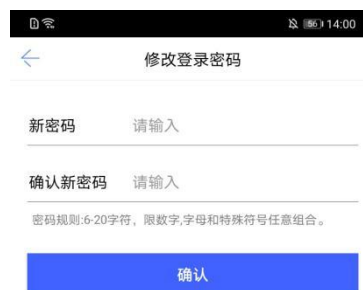 56 14:00
修改登录密码
新密码 请输入
确认新密码 请输入
密码规则:6-20字符，限数字,字母和特殊符号任意组合。
确认